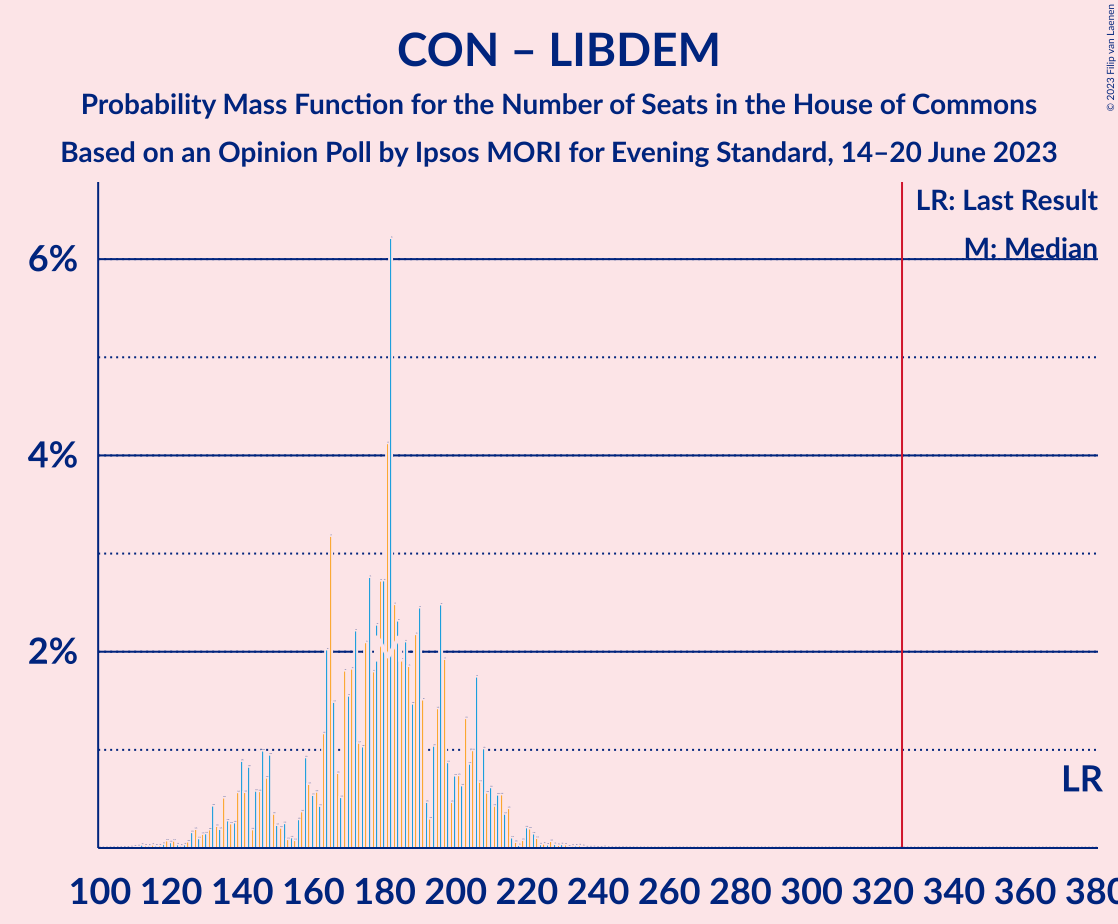 CON – LIBDEM
Probability Mass Function for the Number of Seats in the House of Commons
Based on an Opinion Poll by Ipsos MORI for Evening Standard, 14–20 June 2023
© 2023 Filip van Laenen
LR: Last Result
M: Median
6%
4%
2%
LR
100 120 140 160 180 200 220 240 260 280 300 320 340 360 380